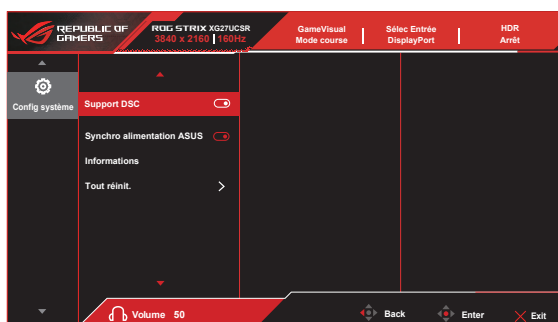 REPUBLIC OF
GAMERS
ROG STRIX XG27UCSR
3840 x 2160 160Hz
GameVisual
Mode course
Sélec Entrée
DisplayPort
HDR
Arrêt
Config système
Support DSC
Synchro alimentation ASUS
Informations
Tout réinit.
Volume 50
Back
Enter
Exit